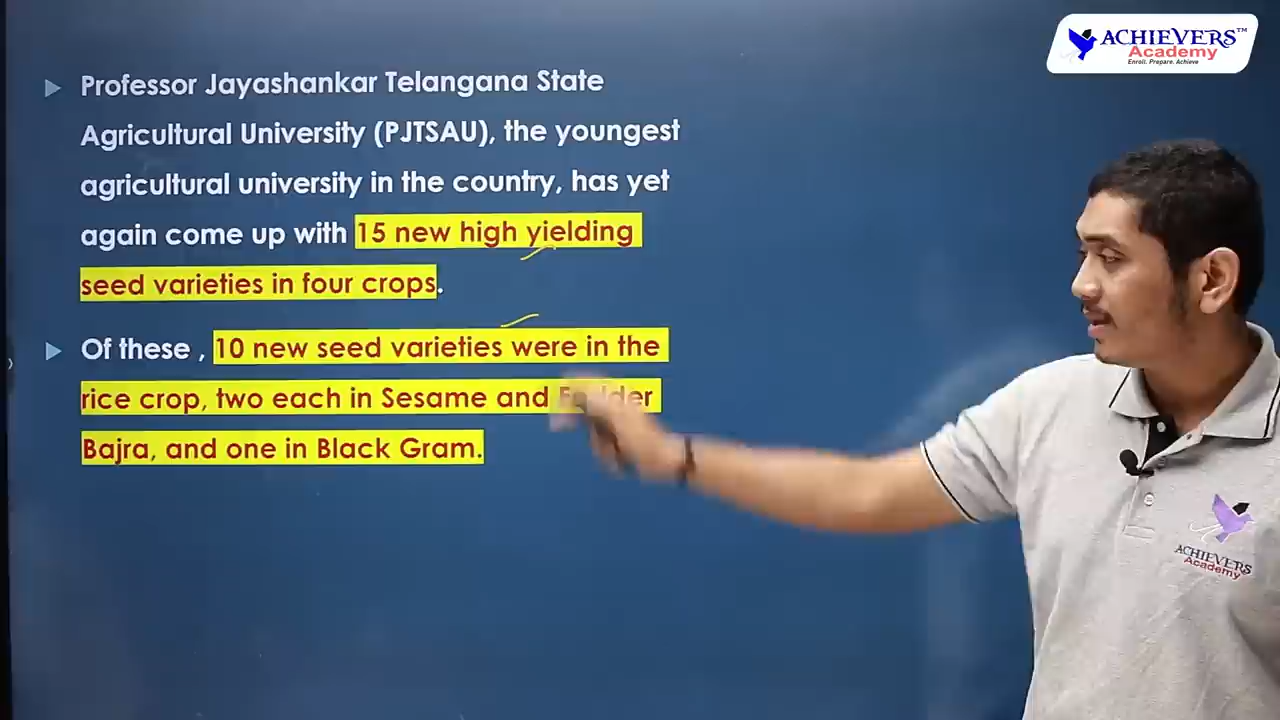 ACHIEVERS™
Academy
Enroll. Prepare. Achieve
Professor Jayashankar Telangana State
Agricultural University (PJTSAU), the youngest
agricultural university in the country, has yet
again come up with 15 new high yielding
seed varieties in four crops.
Of these , 10 new seed varieties were in the
rice crop, two each in Sesame and Fodder
Bajra, and one in Black Gram.
ACHIEVERS
Academy